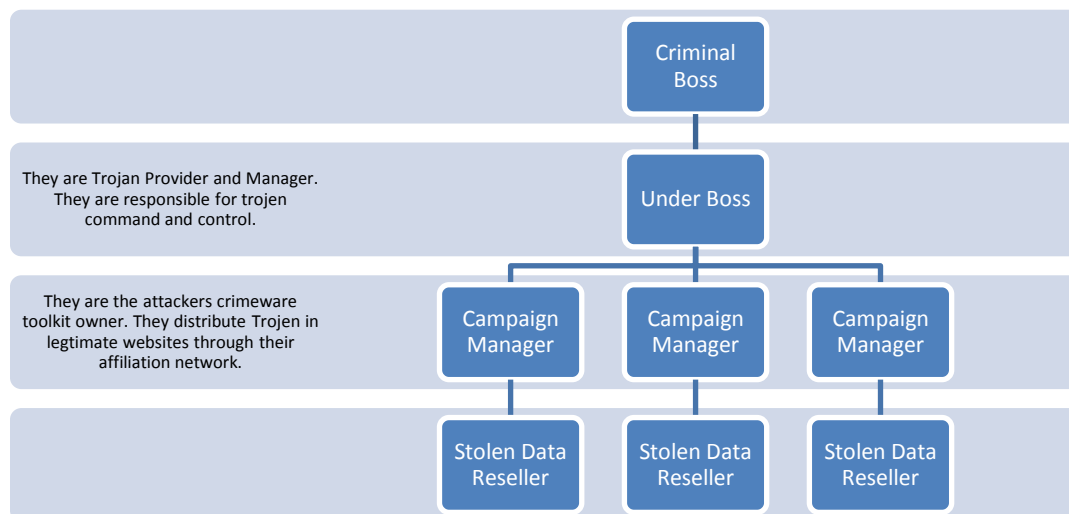 Criminal
Boss
They are Trojan Provider and Manager.
They are responsible for trojen
command and control.
Under Boss
They are the attackers crimeware
toolkit owner. They distribute Trojen in
legtimate websites through their
affiliation network.
Campaign
Manager
Campaign
Manager
Campaign
Manager
Stolen Data
Reseller
Stolen Data
Reseller
Stolen Data
Reseller